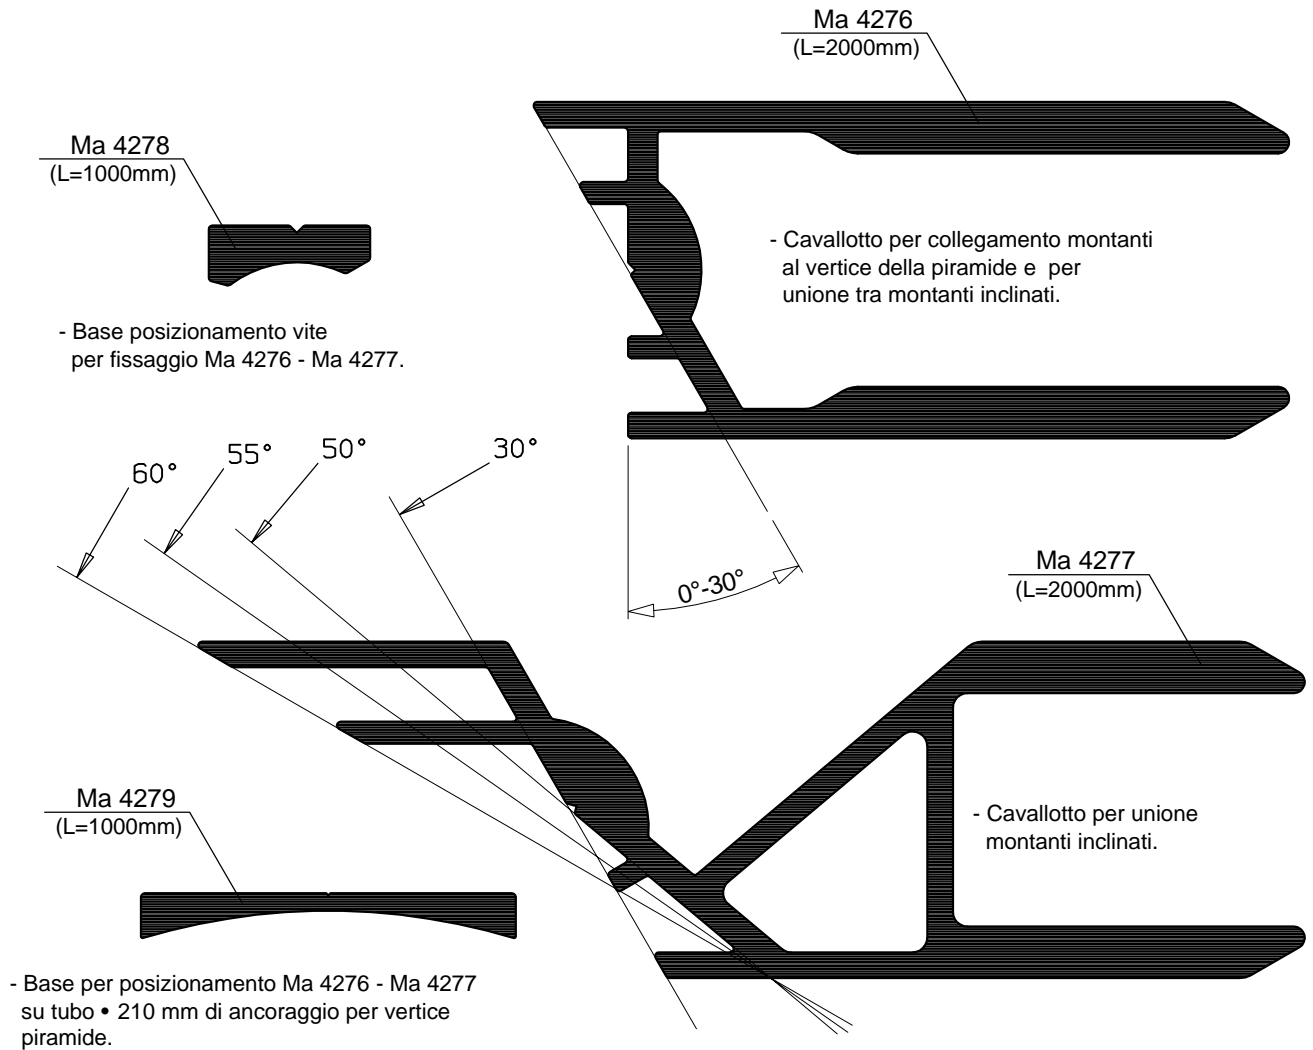 Ma 4276
(L=2000mm)
Ma 4278
(L=1000mm)
- Cavallotto per collegamento montanti
al vertice della piramide e per
unione tra montanti inclinati.
- Base posizionamento vite
per fissaggio Ma 4276 - Ma 4277.
60°
55°
50°
30°
0°-30°
Ma 4277
(L=2000mm)
Ma 4279
(L=1000mm)
- Cavallotto per unione
montanti inclinati.
- Base per posizionamento Ma 4276 - Ma 4277
su tubo • 210 mm di ancoraggio per vertice
piramide.